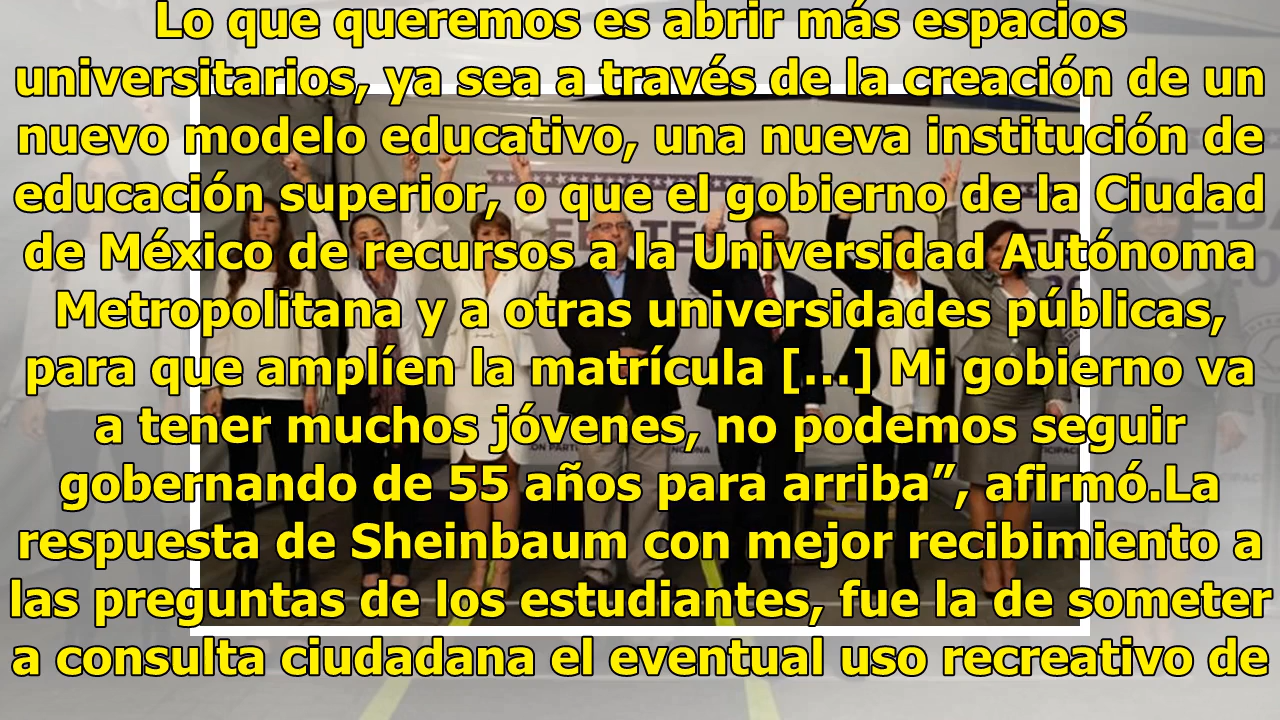 Lo que queremos es abrir más espacios
universitarios, ya sea a través de la creación de un
nuevo modelo educativo, una nueva institución de
educación superior, o que el gobierno de la Ciudad
de México de recursos a la Universidad Autónoma
Metropolitana y a otras universidades públicas,
para que amplíen la matrícula [...] Mi gobierno va
a tener muchos jóvenes, no podemos seguir
gobernando de 55 años para arriba”, afirmó.La
respuesta de Sheinbaum con mejor recibimiento a
las preguntas de los estudiantes, fue la de someter
a consulta ciudadana el eventual uso recreativo de